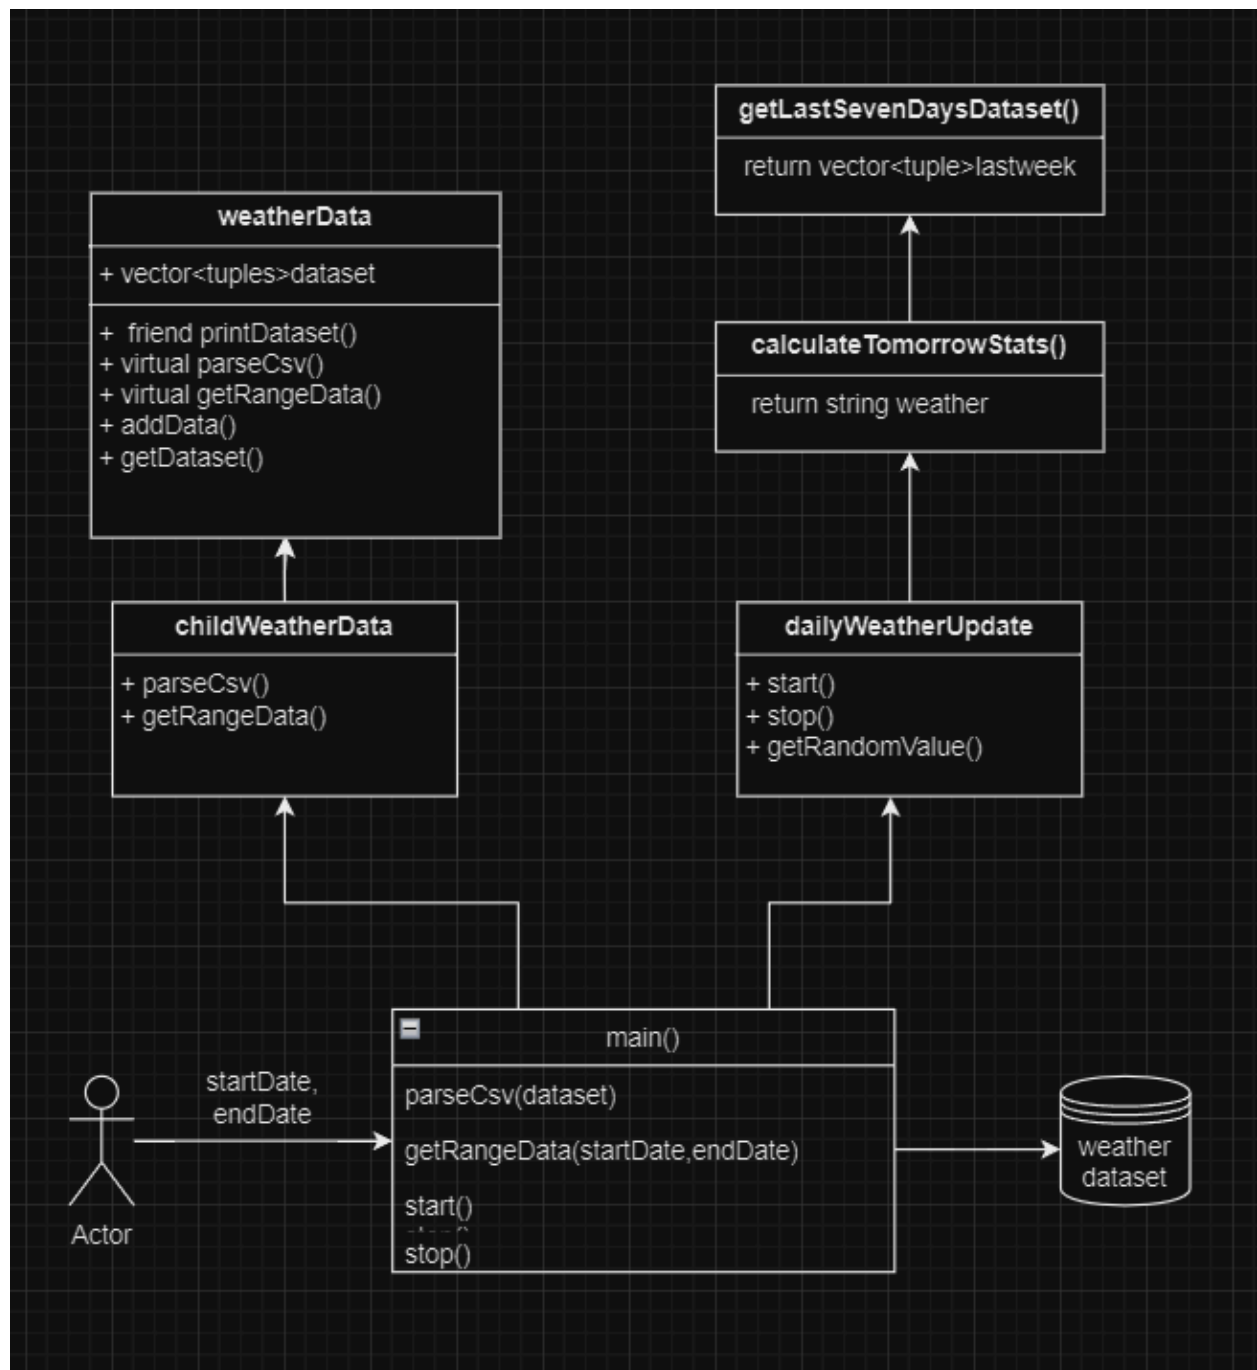 getLastSevenDaysDataset()
return vector<tuple>lastweek
weatherData
+ vector<tuples>dataset
+  friend printDataset()
+ virtual parseCsv()
+ virtual getRangeData()
+ addData()
+ getDataset()
calculateTomorrowStats()
return string weather
childWeatherData
+ parseCsv()
+ getRangeData()
dailyWeatherUpdate
+ start()
+ stop()
+ getRandomValue()
main()
parseCsv(dataset)
getRangeData(startDate,endDate)
start()
stop()
startDate,
endDate
Actor
weather
dataset